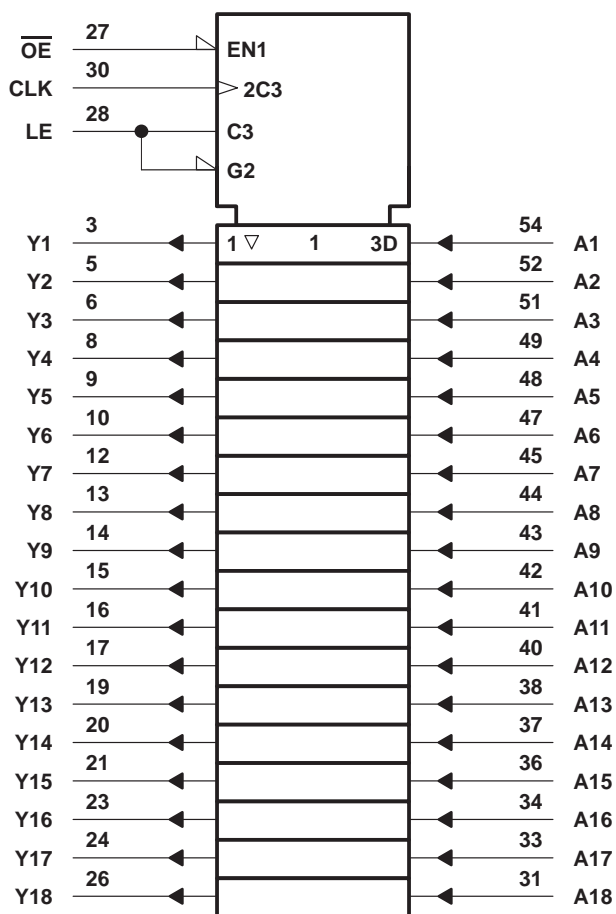 OE 27 EN1
CLK 30 2C3
LE 28 C3
G2
Y1 3 1 ▽ 1 3D 54 A1
Y2 5 52 A2
Y3 6 51 A3
Y4 8 49 A4
Y5 9 48 A5
Y6 10 47 A6
Y7 12 45 A7
Y8 13 44 A8
Y9 14 43 A9
Y10 15 42 A10
Y11 16 41 A11
Y12 17 40 A12
Y13 19 38 A13
Y14 20 37 A14
Y15 21 36 A15
Y16 23 34 A16
Y17 24 33 A17
Y18 26 31 A18